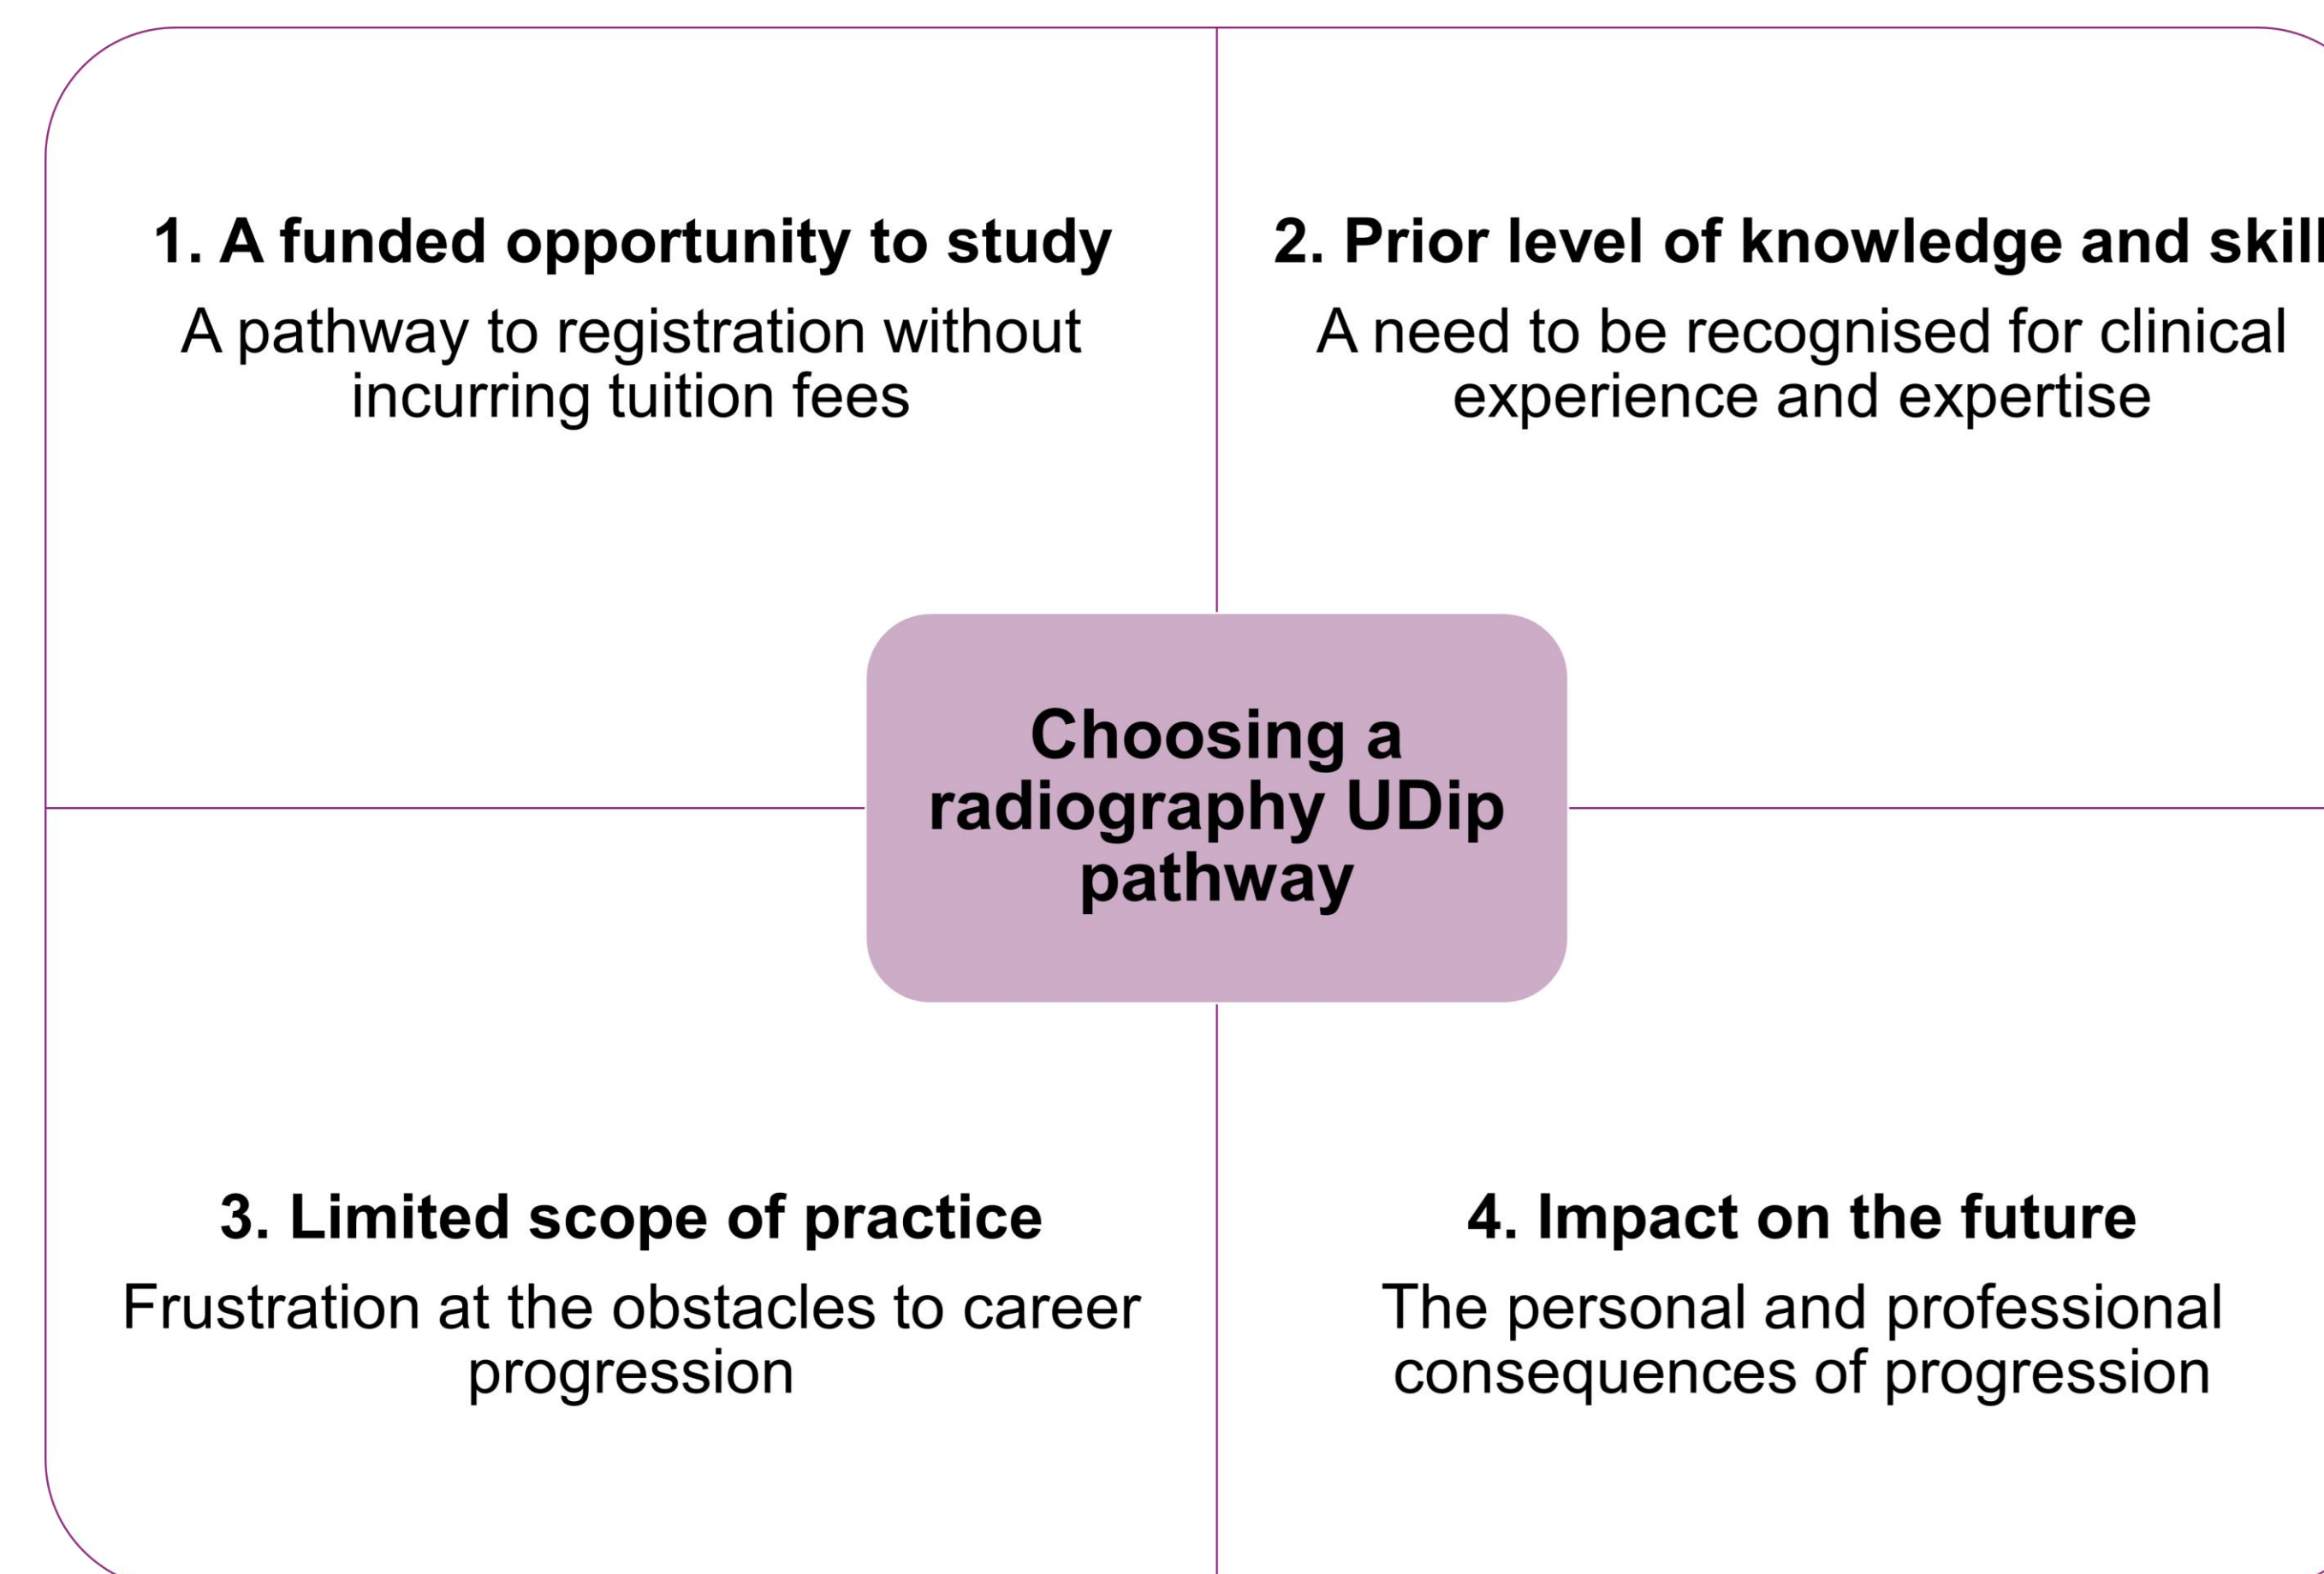 1. A funded opportunity to study
A pathway to registration without
incurring tuition fees
2. Prior level of knowledge and skill
A need to be recognised for clinical
experience and expertise
Choosing a
radiography UDip
pathway
3. Limited scope of practice
Frustration at the obstacles to career
progression
4. Impact on the future
The personal and professional
consequences of progression